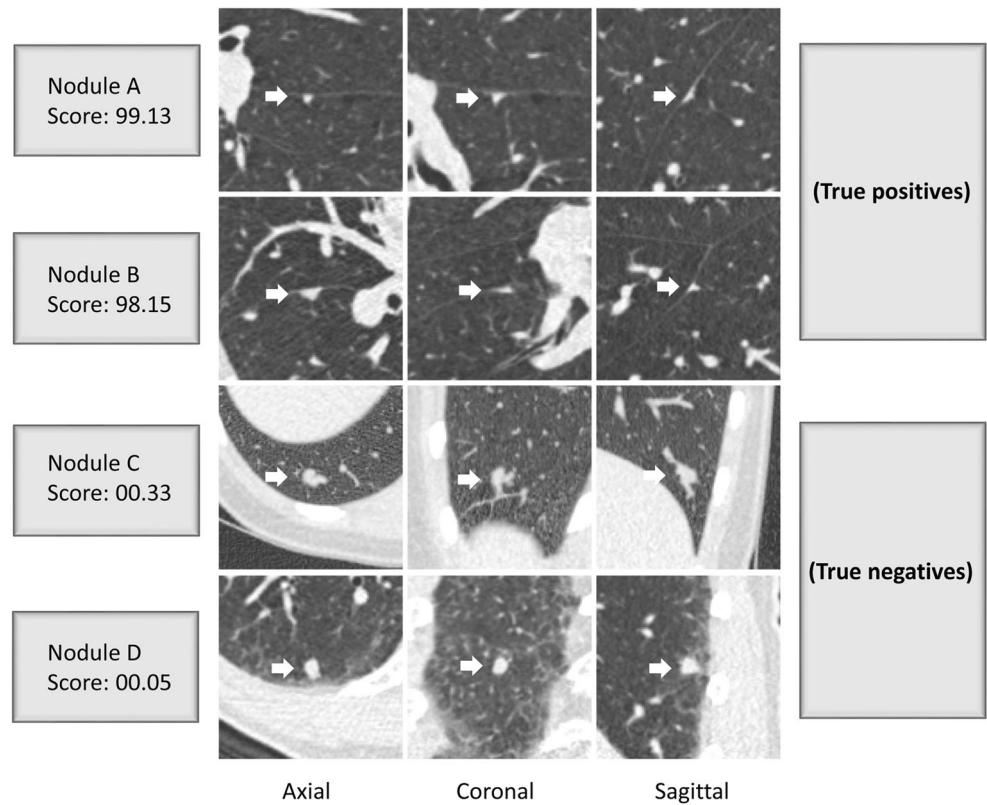 Nodule A
Score: 99.13
(True positives)
Nodule B
Score: 98.15
Nodule C
Score: 00.33
(True negatives)
Nodule D
Score: 00.05
Axial
Coronal
Sagittal